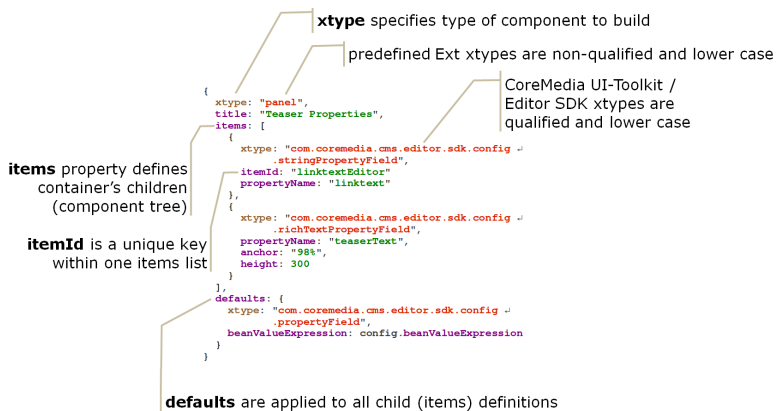 xtype specifies type of component to build
predefined Ext xtypes are non-qualified and lower case
CoreMedia UI-Toolkit /
Editor SDK xtypes are
qualified and lower case
{
xtype: "panel",
title: "Teaser Properties",
items: [
{
xtype: "com.coremedia.cms.editor.sdk.config ↵
.stringPropertyField",
itemId: "linktextEditor"
propertyName: "linktext"
},
{
xtype: "com.coremedia.cms.editor.sdk.config ↵
.richTextPropertyField",
propertyName: "teaserText",
anchor: "98%",
height: 300
}
],
defaults: {
xtype: "com.coremedia.cms.editor.sdk.config ↵
.propertyField",
beanValueExpression: config.beanValueExpression
}
}
items property defines
container's children
(component tree)
itemId is a unique key
within one items list
defaults are applied to all child (items) definitions